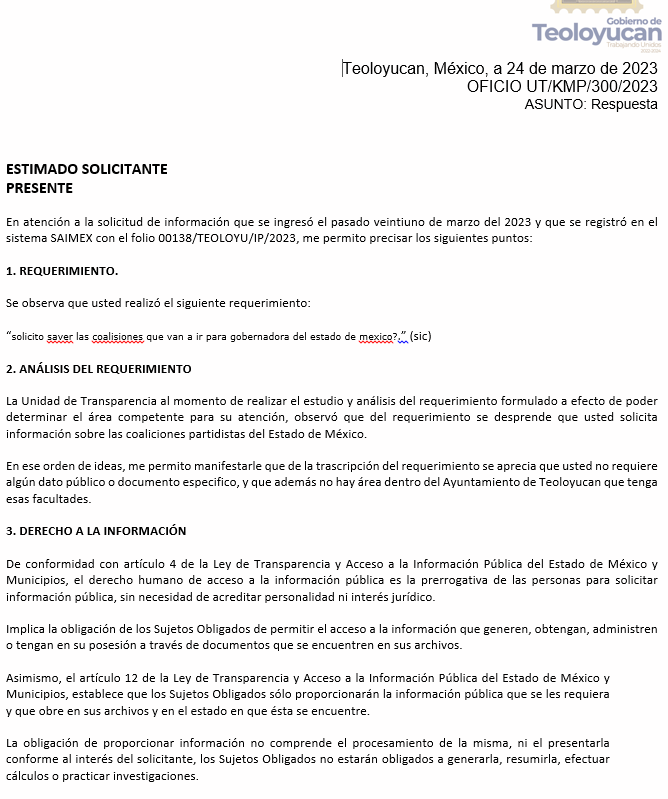 Gobierno de
Teoloyucan
Trabajando Unidos
Teoloyucan, México, a 24 de marzo de 2023
OFICIO UT/KMP/300/2023
ASUNTO: Respuesta
ESTIMADO SOLICITANTE
PRESENTE
En atención a la solicitud de información que se ingresó el pasado veintiuno de marzo del 2023 y que se registró en el
sistema SAIMEX con el folio 00138/TEOLOYU/IP/2023, me permito precisar los siguientes puntos:
1. REQUERIMIENTO.
Se observa que usted realizó el siguiente requerimiento:
“solicito saver las coalisiones que van a ir para gobernadora del estado de mexico?.” (sic)
2. ANÁLISIS DEL REQUERIMIENTO
La Unidad de Transparencia al momento de realizar el estudio y análisis del requerimiento formulado a efecto de poder
determinar el área competente para su atención, observó que del requerimiento se desprende que usted solicita
información sobre las coaliciones partidistas del Estado de México.
En ese orden de ideas, me permito manifestarle que de la trascripción del requerimiento se aprecia que usted no requiere
algún dato público o documento especifico, y que además no hay área dentro del Ayuntamiento de Teoloyucan que tenga
esas facultades.
3. DERECHO A LA INFORMACIÓN
De conformidad con artículo 4 de la Ley de Transparencia y Acceso a la Información Pública del Estado de México y
Municipios, el derecho humano de acceso a la información pública es la prerrogativa de las personas para solicitar
información pública, sin necesidad de acreditar personalidad ni interés jurídico.
Implica la obligación de los Sujetos Obligados de permitir el acceso a la información que generen, obtengan, administren
o tengan en su posesión a través de documentos que se encuentren en sus archivos.
Asimismo, el artículo 12 de la Ley de Transparencia y Acceso a la Información Pública del Estado de México y
Municipios, establece que los Sujetos Obligados sólo proporcionarán la información pública que se les requiera
y que obre en sus archivos y en el estado en que ésta se encuentre.
La obligación de proporcionar información no comprende el procesamiento de la misma, ni el presentarla
conforme al interés del solicitante, los Sujetos Obligados no estarán obligados a generarla, resumirla, efectuar
cálculos o practicar investigaciones.